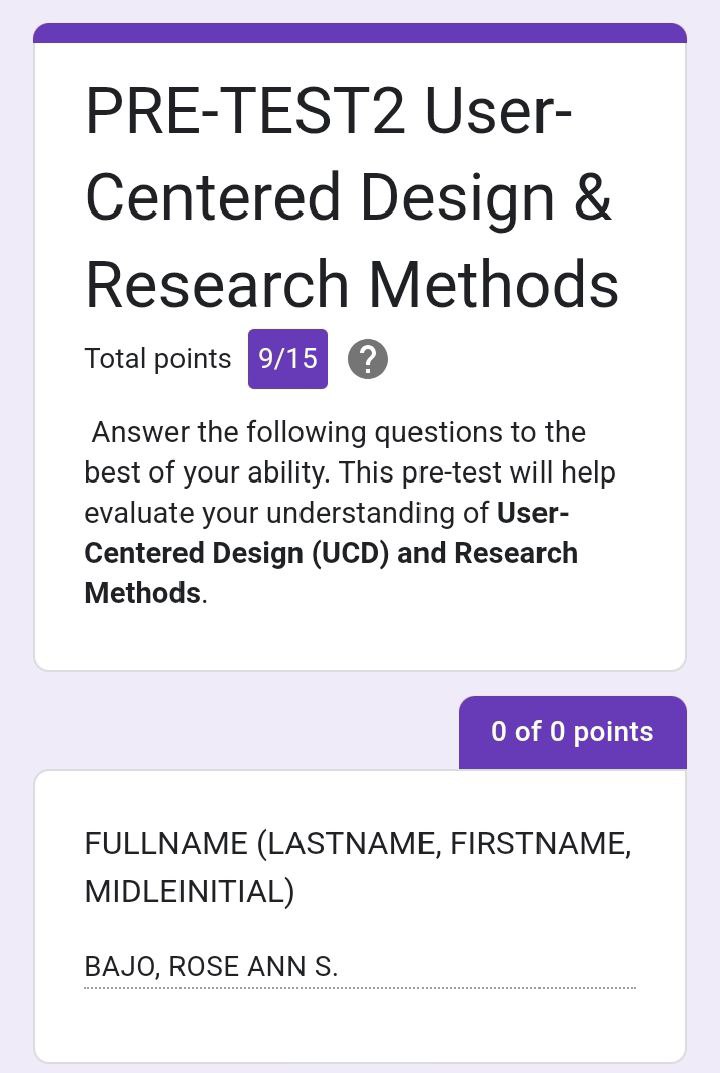 PRE-TEST2 User-
Centered Design &
Research Methods
Total points 9/15 ?
Answer the following questions to the
best of your ability. This pre-test will help
evaluate your understanding of User-
Centered Design (UCD) and Research
Methods.
0 of 0 points
FULLNAME (LASTNAME, FIRSTNAME,
MIDLEINITIAL)
BAJO, ROSE ANN S.